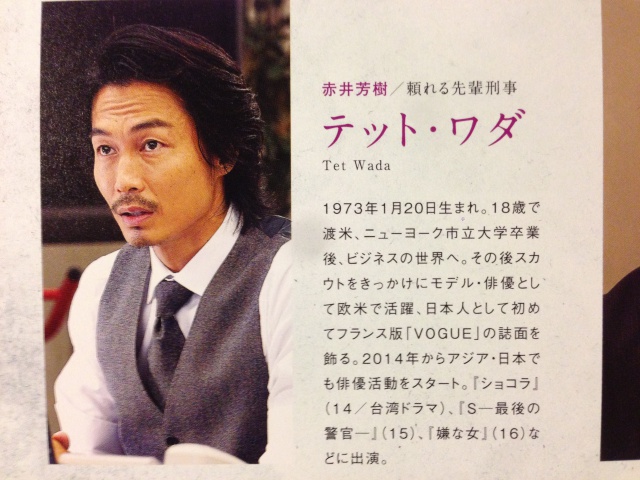 赤井芳樹／頼れる先輩刑事
テット・ワダ
Tet Wada
1973年1月20日生まれ。18歳で
渡米、ニューヨーク市立大学卒業
後、ビジネスの世界へ。その後スカ
ウトをきっかけにモデル・俳優とし
て欧米で活躍、日本人として初め
てフランス版「VOGUE」の誌面を
飾る。2014年からアジア・日本で
も俳優活動をスタート。『ショコラ』
（14／台湾ドラマ）、『S―最後の
警官―』（15）、『嫌な女』（16）な
どに出演。